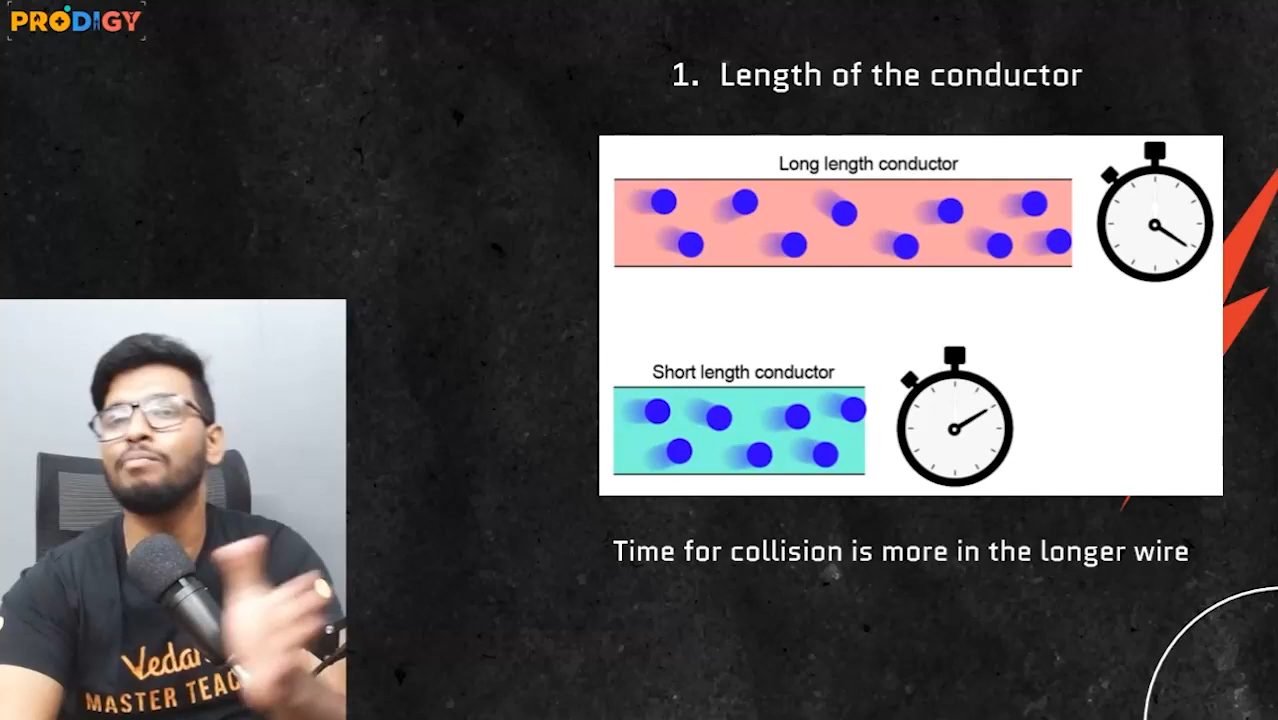 PRODIGY
1. Length of the conductor
Long length conductor
Short length conductor
Time for collision is more in the longer wire
MASTER